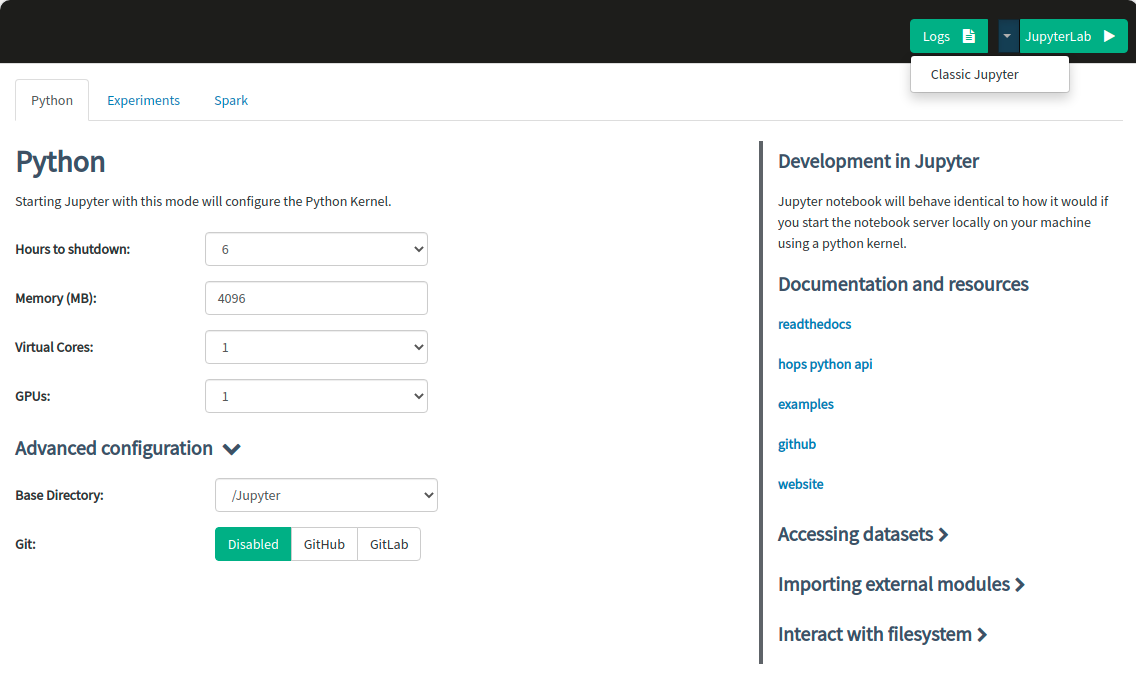 Logs
JupyterLab
Classic Jupyter
Python
Experiments
Spark
Python
Starting Jupyter with this mode will configure the Python Kernel.
Hours to shutdown:
6
Memory (MB):
4096
Virtual Cores:
1
GPUs:
1
Advanced configuration
Base Directory:
/Jupyter
Git:
Disabled
GitHub
GitLab
Development in Jupyter
Jupyter notebook will behave identical to how it would if
you start the notebook server locally on your machine
using a python kernel.
Documentation and resources
readthedocs
hops python api
examples
github
website
Accessing datasets
Importing external modules
Interact with filesystem